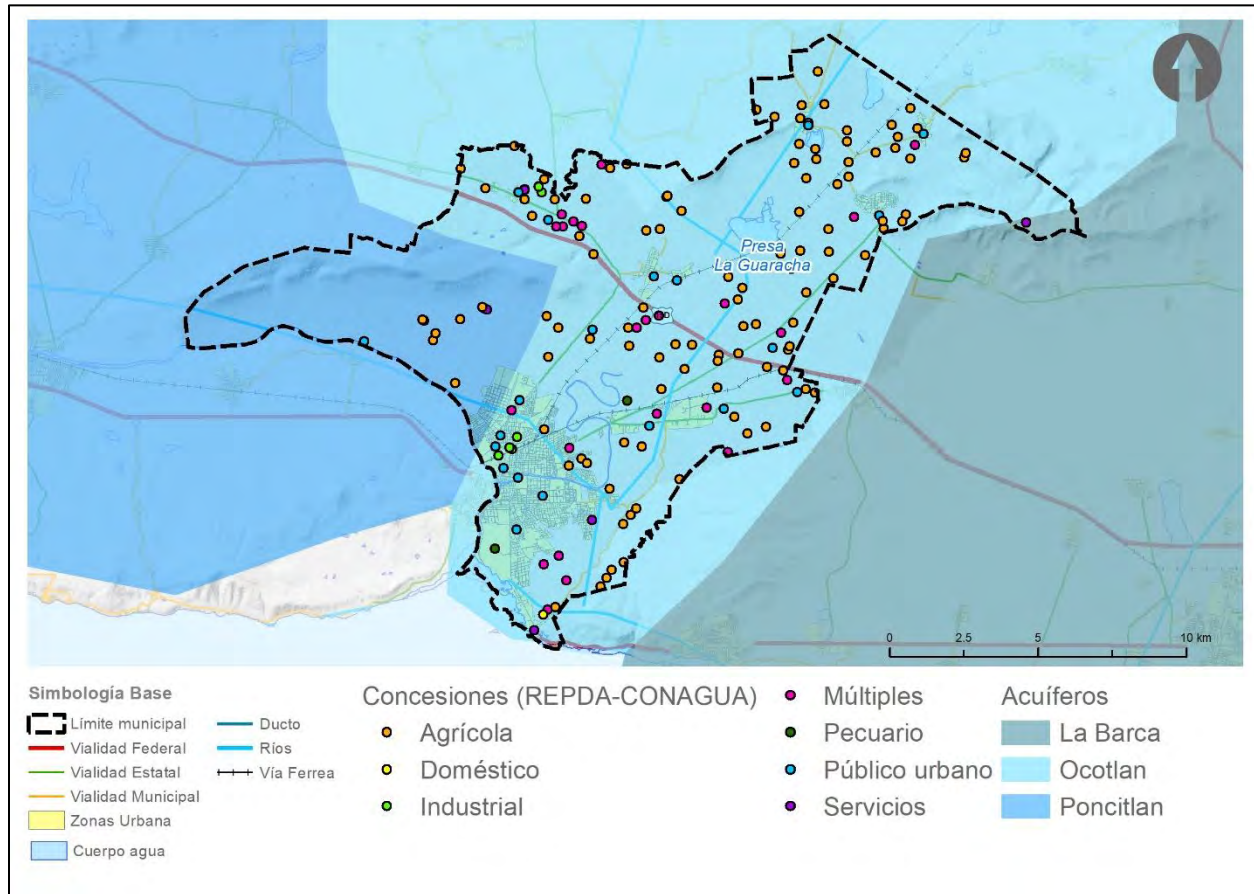 Presa
La Guaracha
0 2.5 5 10 km
Simbología Base
Límite municipal
Vialidad Federal
Vialidad Estatal
Vialidad Municipal
Zonas Urbana
Cuerpo agua
Ducto
Ríos
Vía Ferrea
Concesiones (REPDA-CONAGUA)
Agrícola
Doméstico
Industrial
Múltiples
Pecuario
Público urbano
Servicios
Acuíferos
La Barca
Ocotlan
Poncitlan